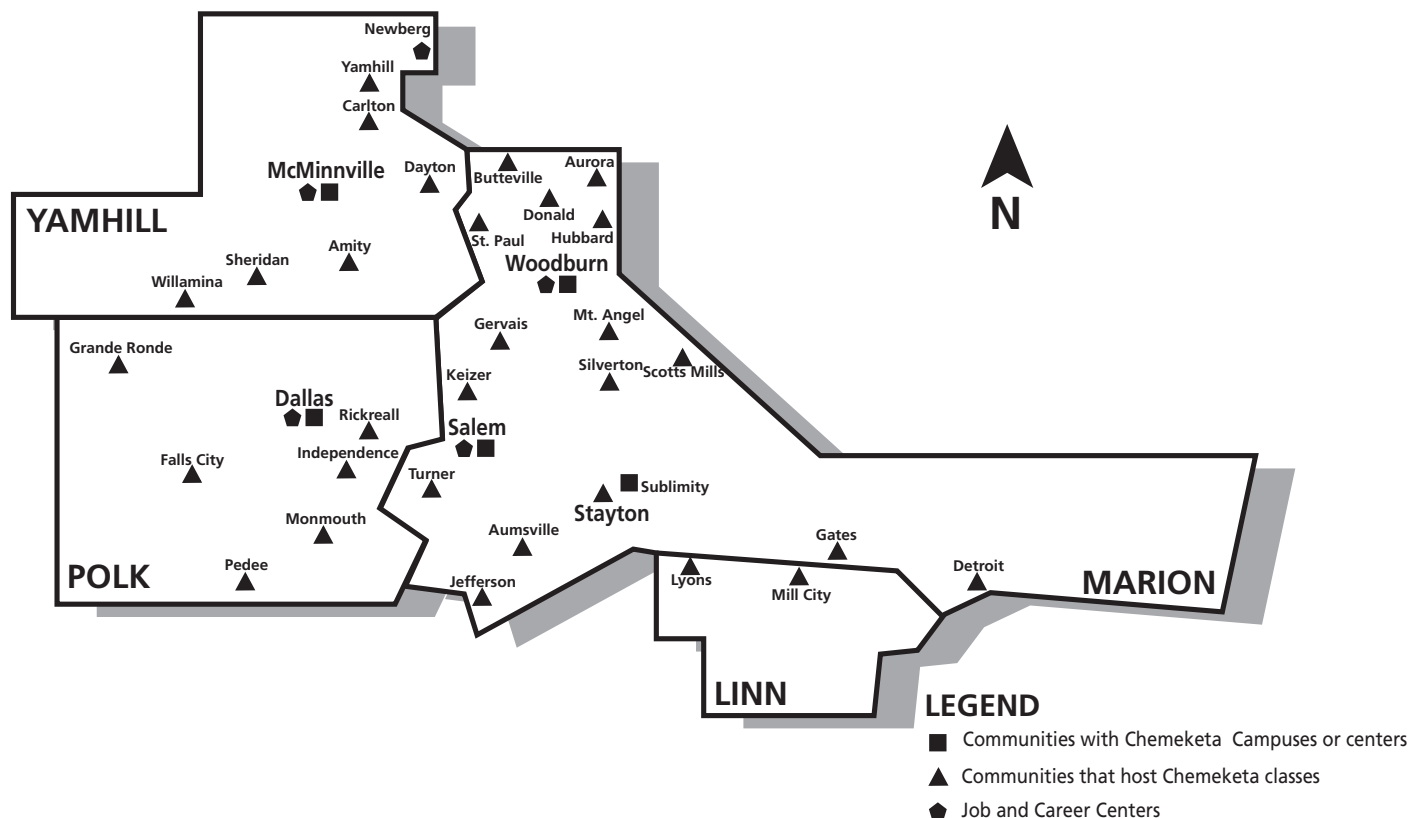 Newberg
Yamhill
Carlton
McMinnville
Dayton
Butteville
Aurora
Donald
Hubbard
St. Paul
YAMHILL
Amity
Sheridan
Willamina
Woodburn
Gervais
Mt. Angel
Silverton
Scotts Mills
Keizer
Salem
Grande Ronde
Dallas
Rickreall
Independence
Falls City
Monmouth
Pedee
POLK
Turner
Sublimity
Stayton
Aumsville
Jefferson
Gates
Lyons
Mill City
Detroit
MARION
LINN
N
LEGEND
Communities with Chemeketa Campuses or centers
Communities that host Chemeketa classes
Job and Career Centers